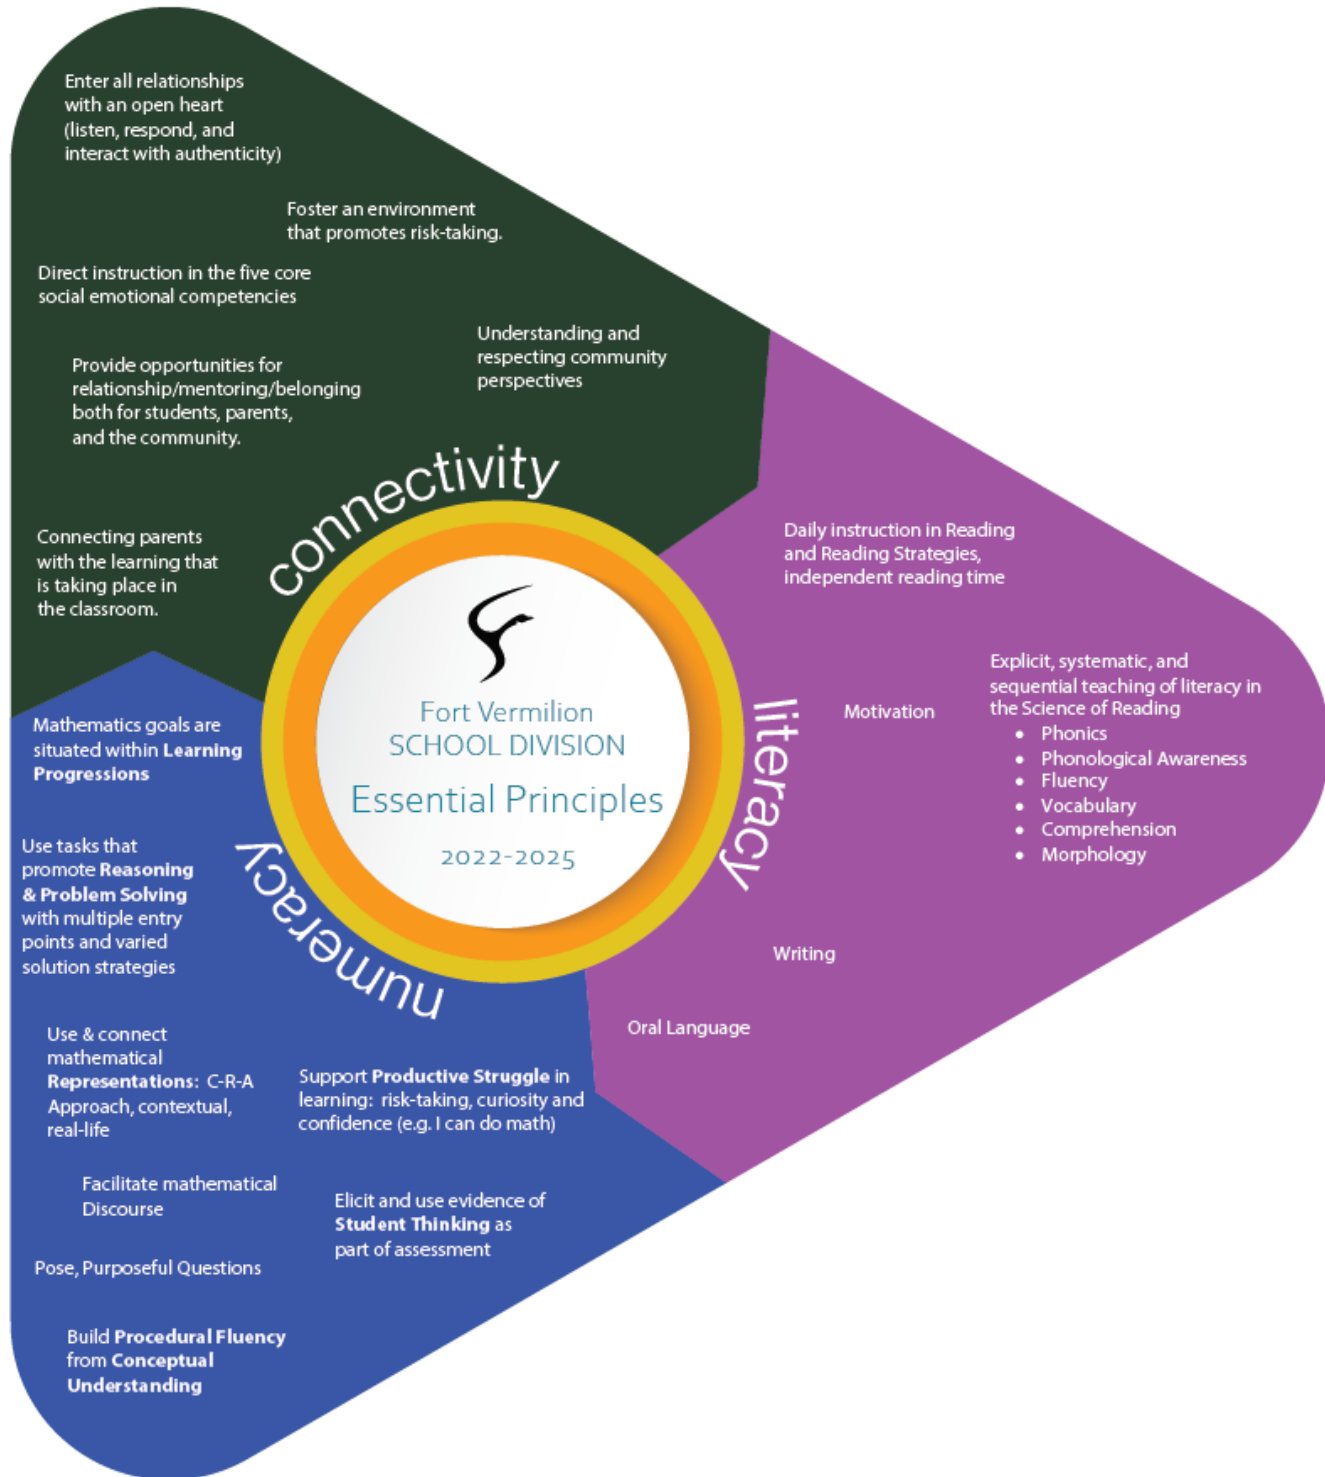 Enter all relationships
with an open heart
(listen, respond, and
interact with authenticity)
Foster an environment
that promotes risk-taking.
Direct instruction in the five core
social emotional competencies
Understanding and
respecting community
perspectives
Provide opportunities for
relationship/mentoring/belonging
both for students, parents,
and the community.
Connecting parents
with the learning that
is taking place in
the classroom.
connectivity
Fort Vermilion
SCHOOL DIVISION
Essential Principles
2022-2025
literacy
Daily instruction in Reading
and Reading Strategies,
independent reading time
Motivation
Explicit, systematic, and
sequential teaching of literacy in
the Science of Reading
• Phonics
• Phonological Awareness
• Fluency
• Vocabulary
• Comprehension
• Morphology
Writing
Oral Language
numeracy
Mathematics goals are
situated within Learning
Progressions
Use tasks that
promote Reasoning
& Problem Solving
with multiple entry
points and varied
solution strategies
Use & connect
mathematical
Representations: C-R-A
Approach, contextual,
real-life
Support Productive Struggle in
learning: risk-taking, curiosity and
confidence (e.g. I can do math)
Facilitate mathematical
Discourse
Elicit and use evidence of
Student Thinking as
part of assessment
Pose, Purposeful Questions
Build Procedural Fluency
from Conceptual
Understanding